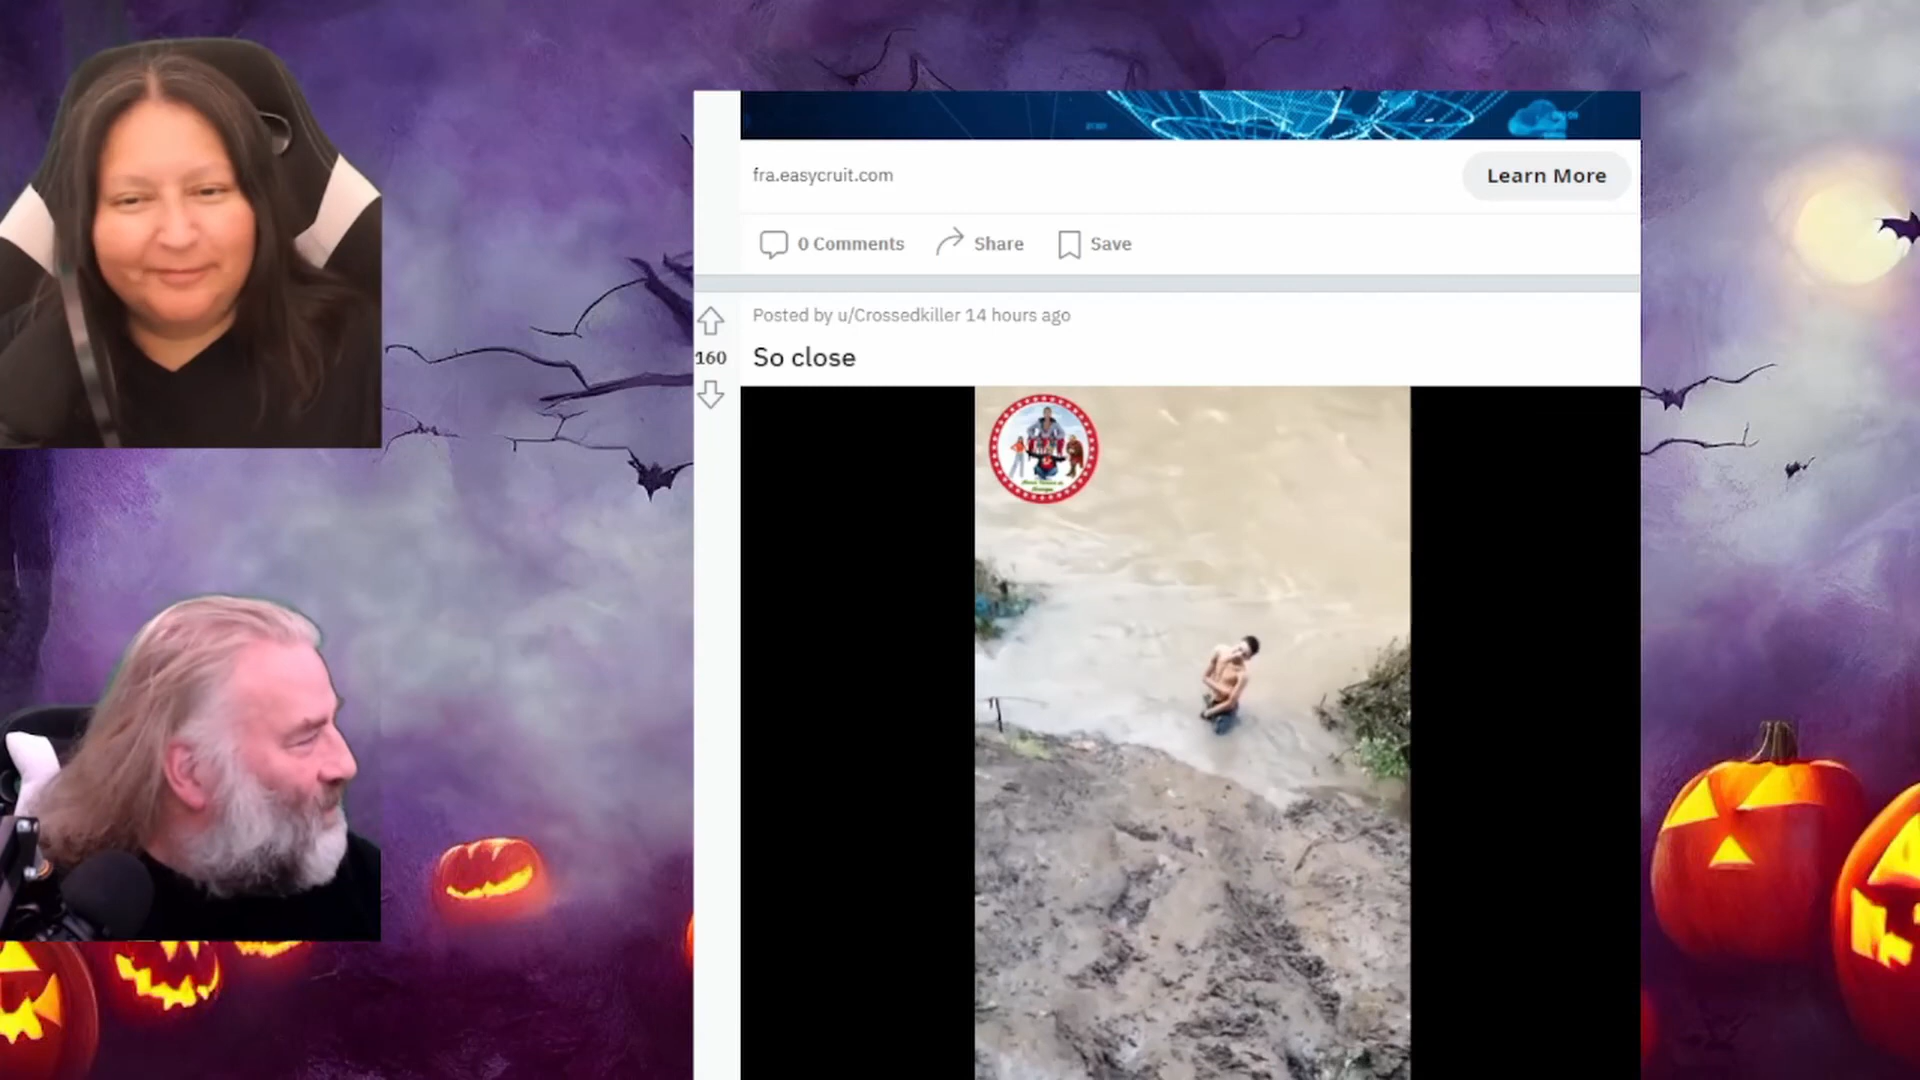 fra.easycruit.com
Learn More
0 Comments
Share
Save
Posted by u/Crossedkiller 14 hours ago
160
So close